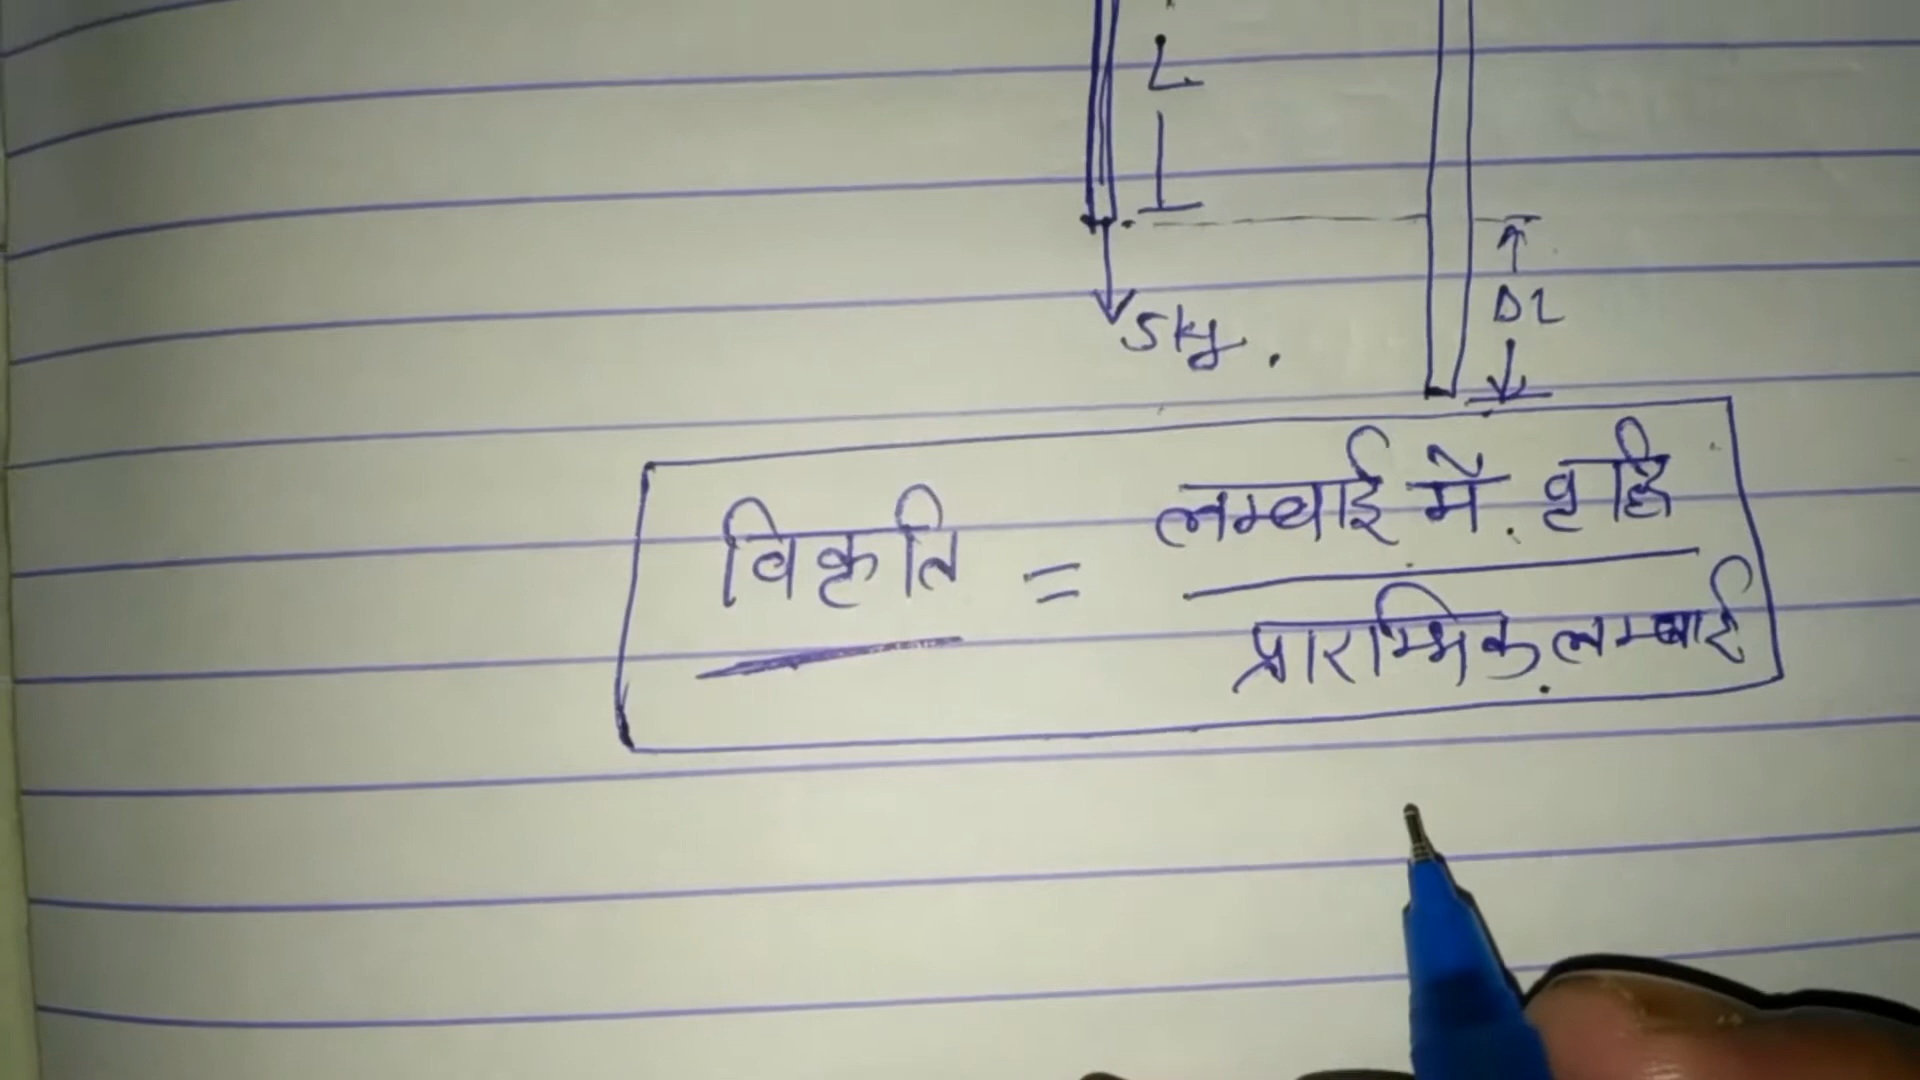 L
5kg.
ΔL
विकृति = लम्बाई में वृद्धि
प्रारम्भिक लम्बाई